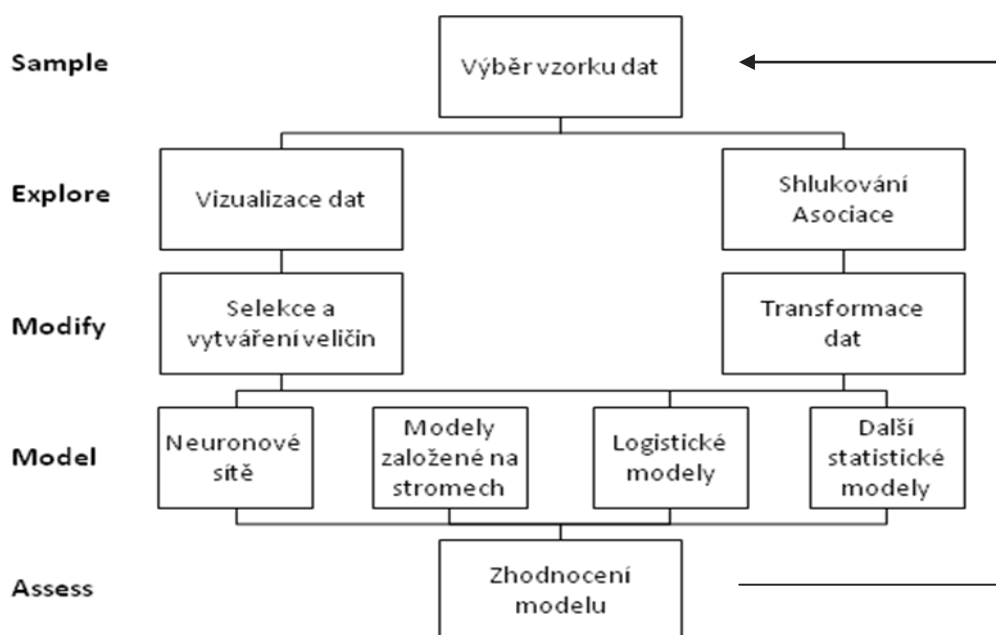 Sample
Výběr vzorku dat
Explore
Vizualizace dat
Shlukování
Asociace
Modify
Selekce a
vytváření veličin
Transformace
dat
Model
Neuronové
sítě
Modely
založené na
stromech
Logistické
modely
Další
statistické
modely
Assess
Zhodnocení
modelu